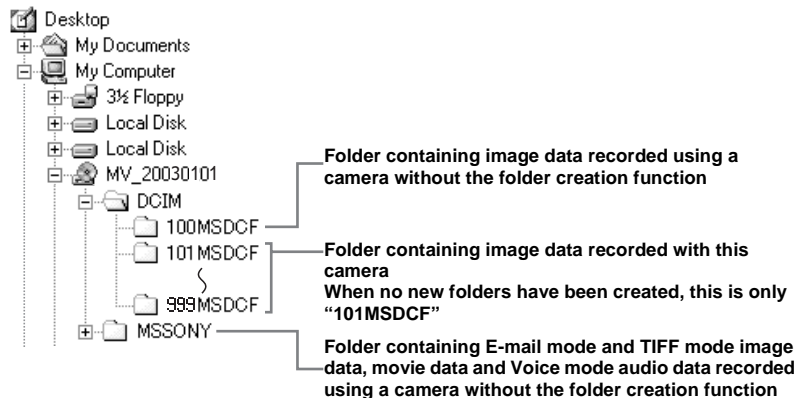 Desktop
My Documents
My Computer
3½ Floppy
Local Disk
Local Disk
MV_20030101
DCIM
100MSDCF
101MSDCF
999MSDCF
MSSONY
Folder containing image data recorded using a
camera without the folder creation function
Folder containing image data recorded with this
camera
When no new folders have been created, this is only
“101MSDCF”
Folder containing E-mail mode and TIFF mode image
data, movie data and Voice mode audio data recorded
using a camera without the folder creation function